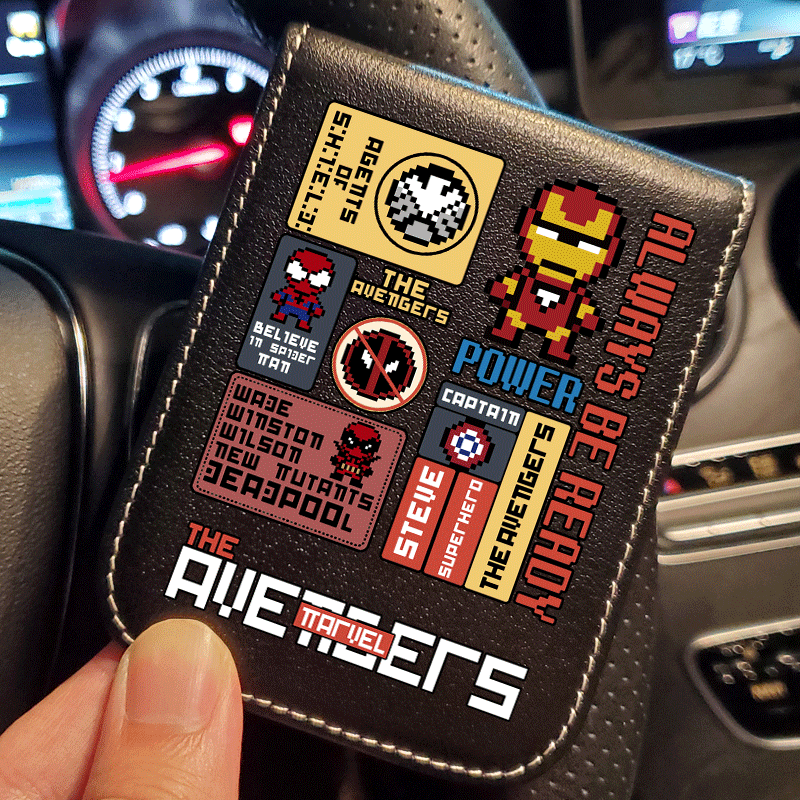 S.H.I.E.L.D.
AGENTS
OF
THE
AVENGERS
BELIEVE
IN SPIDER
MAN
POWER
ALWAYS BE READY
WADE
WINSTON
WILSON
NEW MUTANTS
DEADPOOL
CAPTAIN
STEVE
SUPERHERO
THE AVENGERS
THE
AVENGERS
MARVEL